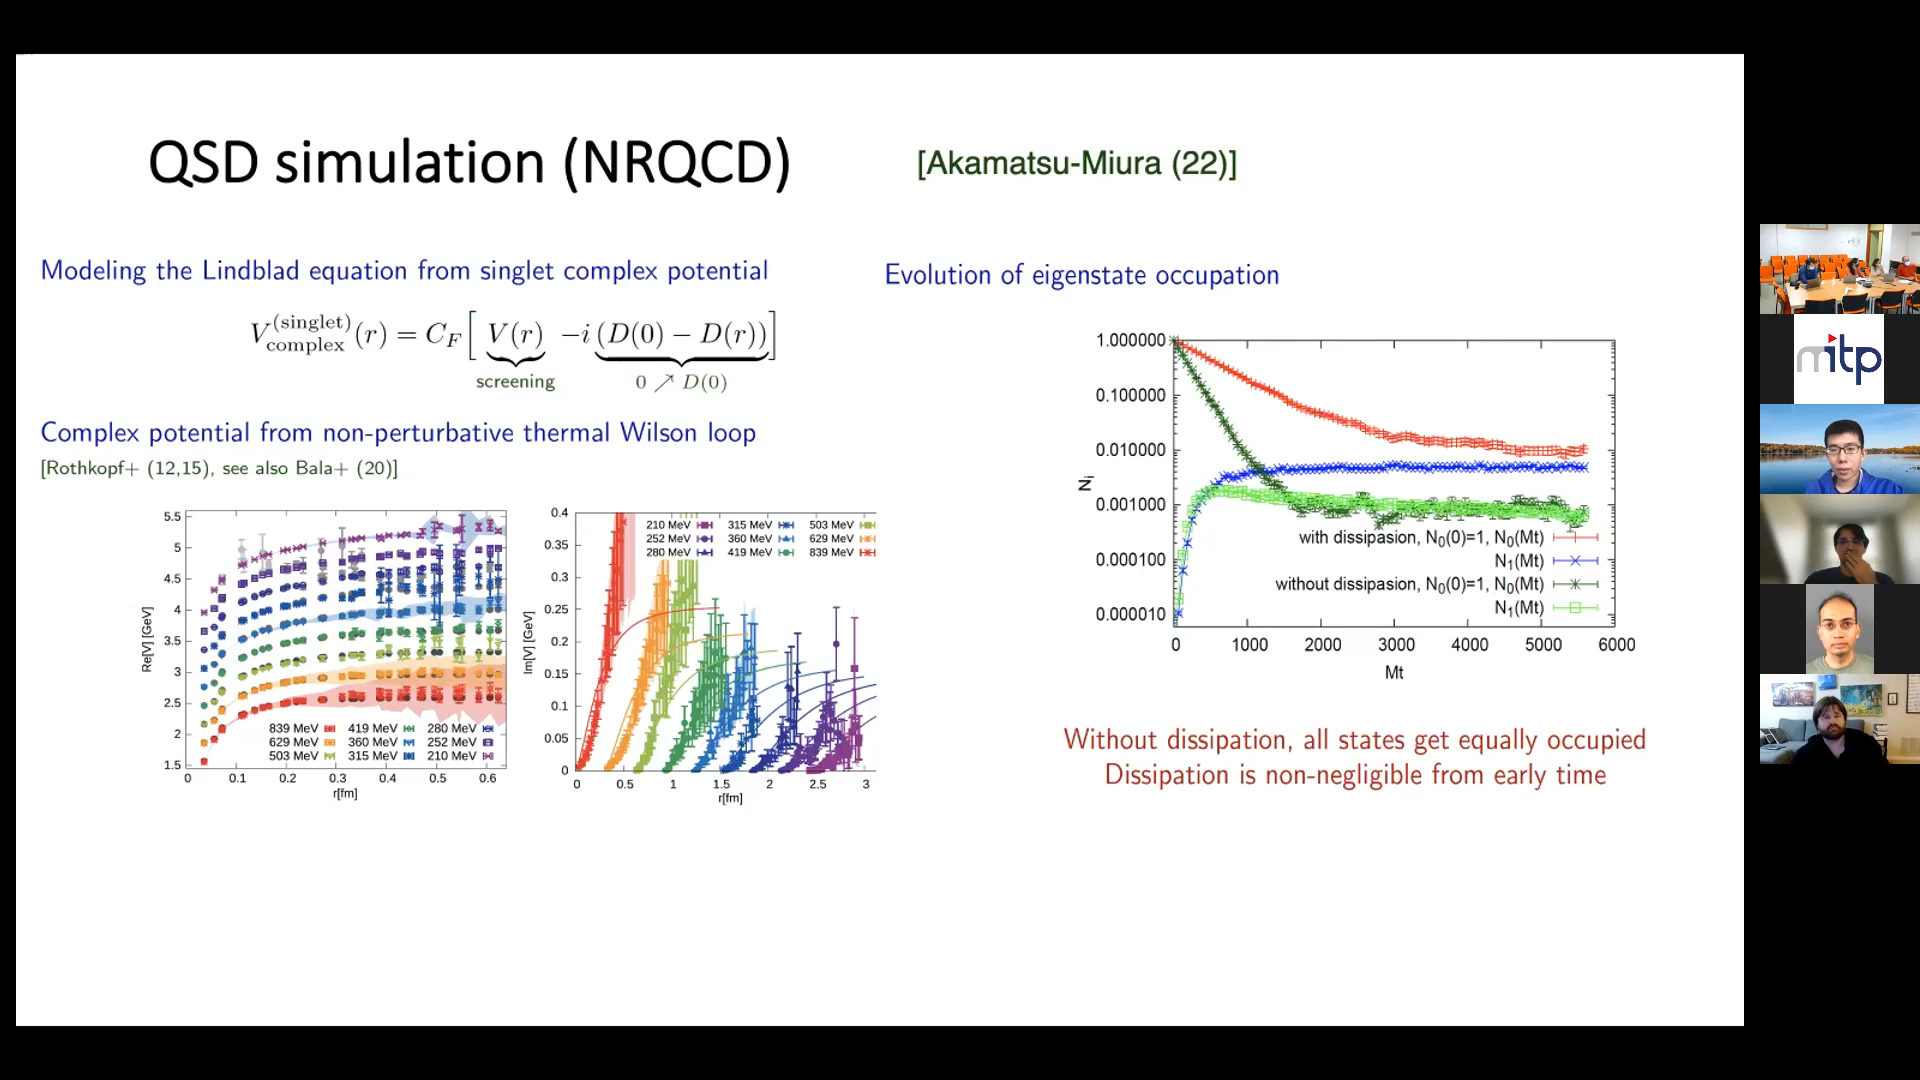 QSD simulation (NRQCD)
[Akamatsu-Miura (22)]
Modeling the Lindblad equation from singlet complex potential
V_complex^(singlet)(r) = C_F [ V(r) −i (D(0) − D(r)) ]
screening
0 ↗ D(0)
Complex potential from non-perturbative thermal Wilson loop
[Rothkopf+ (12,15), see also Bala+ (20)]
5.5
5
4.5
4
3.5
3
2.5
2
1.5
Re[V] [GeV]
839 MeV 419 MeV 280 MeV
629 MeV 360 MeV 252 MeV
503 MeV 315 MeV 210 MeV
0 0.1 0.2 0.3 0.4 0.5 0.6
r[fm]
0.4
0.35
0.3
0.25
0.2
0.15
0.1
0.05
0
Im[V] [GeV]
210 MeV 315 MeV 503 MeV
252 MeV 360 MeV 629 MeV
280 MeV 419 MeV 839 MeV
0 0.5 1 1.5 2 2.5 3
r[fm]
Evolution of eigenstate occupation
1.000000
0.100000
0.010000
0.001000
0.000100
0.000010
N_i
with dissipasion, N_0(0)=1, N_0(Mt)
N_1(Mt)
without dissipasion, N_0(0)=1, N_0(Mt)
N_1(Mt)
0 1000 2000 3000 4000 5000 6000
Mt
Without dissipation, all states get equally occupied
Dissipation is non-negligible from early time
mitp